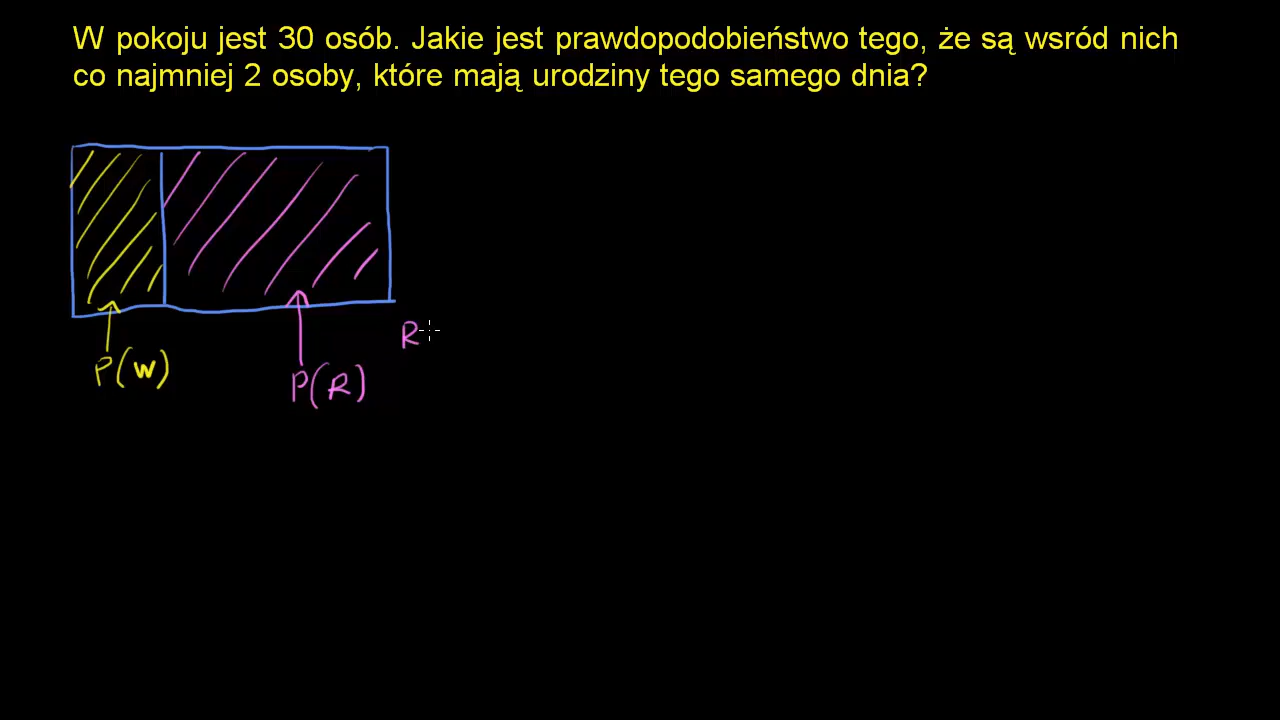 W pokoju jest 30 osób. Jakie jest prawdopodobieństwo tego, że są wsród nich
co najmniej 2 osoby, które mają urodziny tego samego dnia?
R
P(W)
P(R)